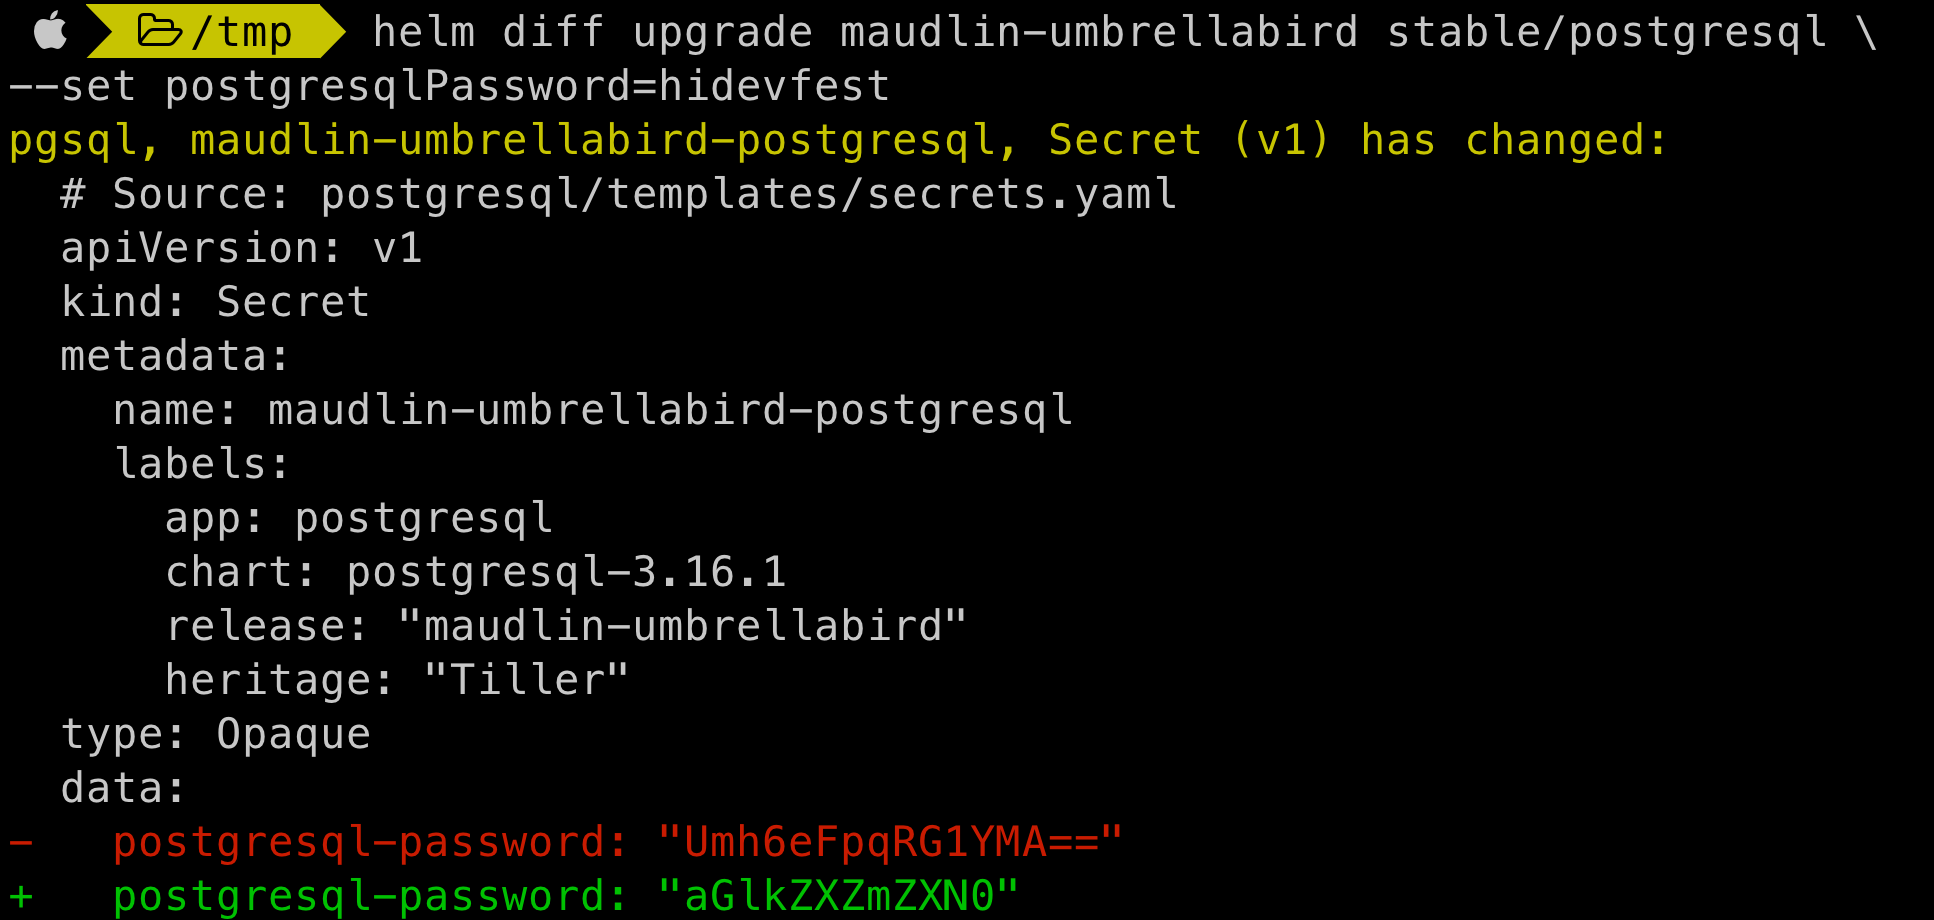 /tmp helm diff upgrade maudlin-umbrellabird stable/postgresql \
--set postgresqlPassword=hidevfest
pgsql, maudlin-umbrellabird-postgresql, Secret (v1) has changed:
  # Source: postgresql/templates/secrets.yaml
  apiVersion: v1
  kind: Secret
  metadata:
    name: maudlin-umbrellabird-postgresql
    labels:
      app: postgresql
      chart: postgresql-3.16.1
      release: "maudlin-umbrellabird"
      heritage: "Tiller"
  type: Opaque
  data:
-   postgresql-password: "Umh6eFpqRG1YMA=="
+   postgresql-password: "aGlkZXZmZXN0"